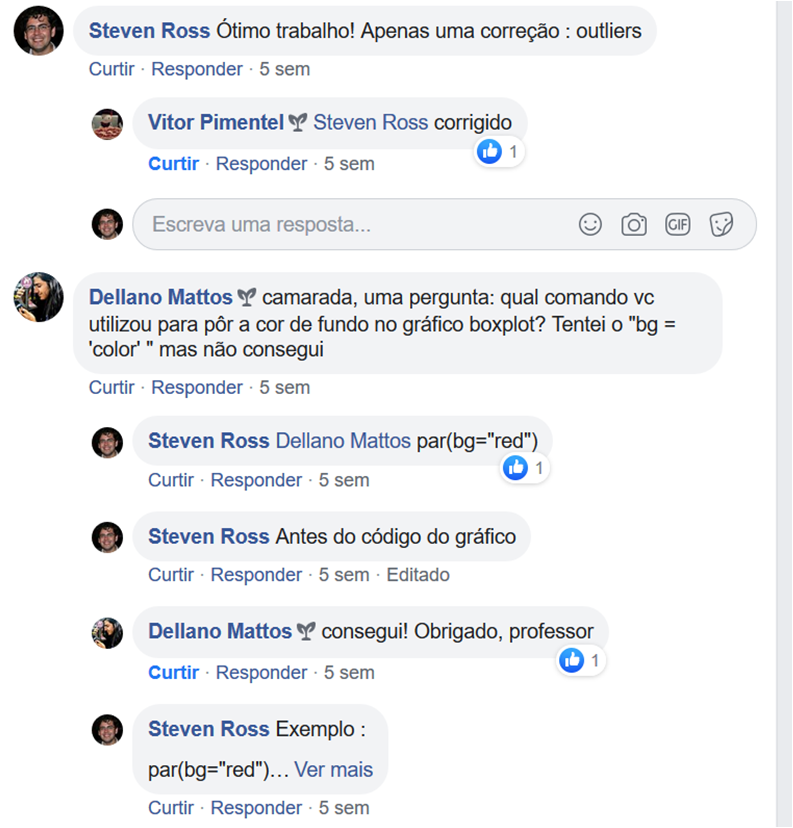 Steven Ross Ótimo trabalho! Apenas uma correção : outliers
Curtir · Responder · 5 sem
Vitor Pimentel Steven Ross corrigido
1
Curtir · Responder · 5 sem
Escreva uma resposta...
GIF
Dellano Mattos camarada, uma pergunta: qual comando vc
utilizou para pôr a cor de fundo no gráfico boxplot? Tentei o "bg =
'color' " mas não consegui
Curtir · Responder · 5 sem
Steven Ross Dellano Mattos par(bg="red")
1
Curtir · Responder · 5 sem
Steven Ross Antes do código do gráfico
Curtir · Responder · 5 sem · Editado
Dellano Mattos consegui! Obrigado, professor
1
Curtir · Responder · 5 sem
Steven Ross Exemplo :
par(bg="red")… Ver mais
Curtir · Responder · 5 sem